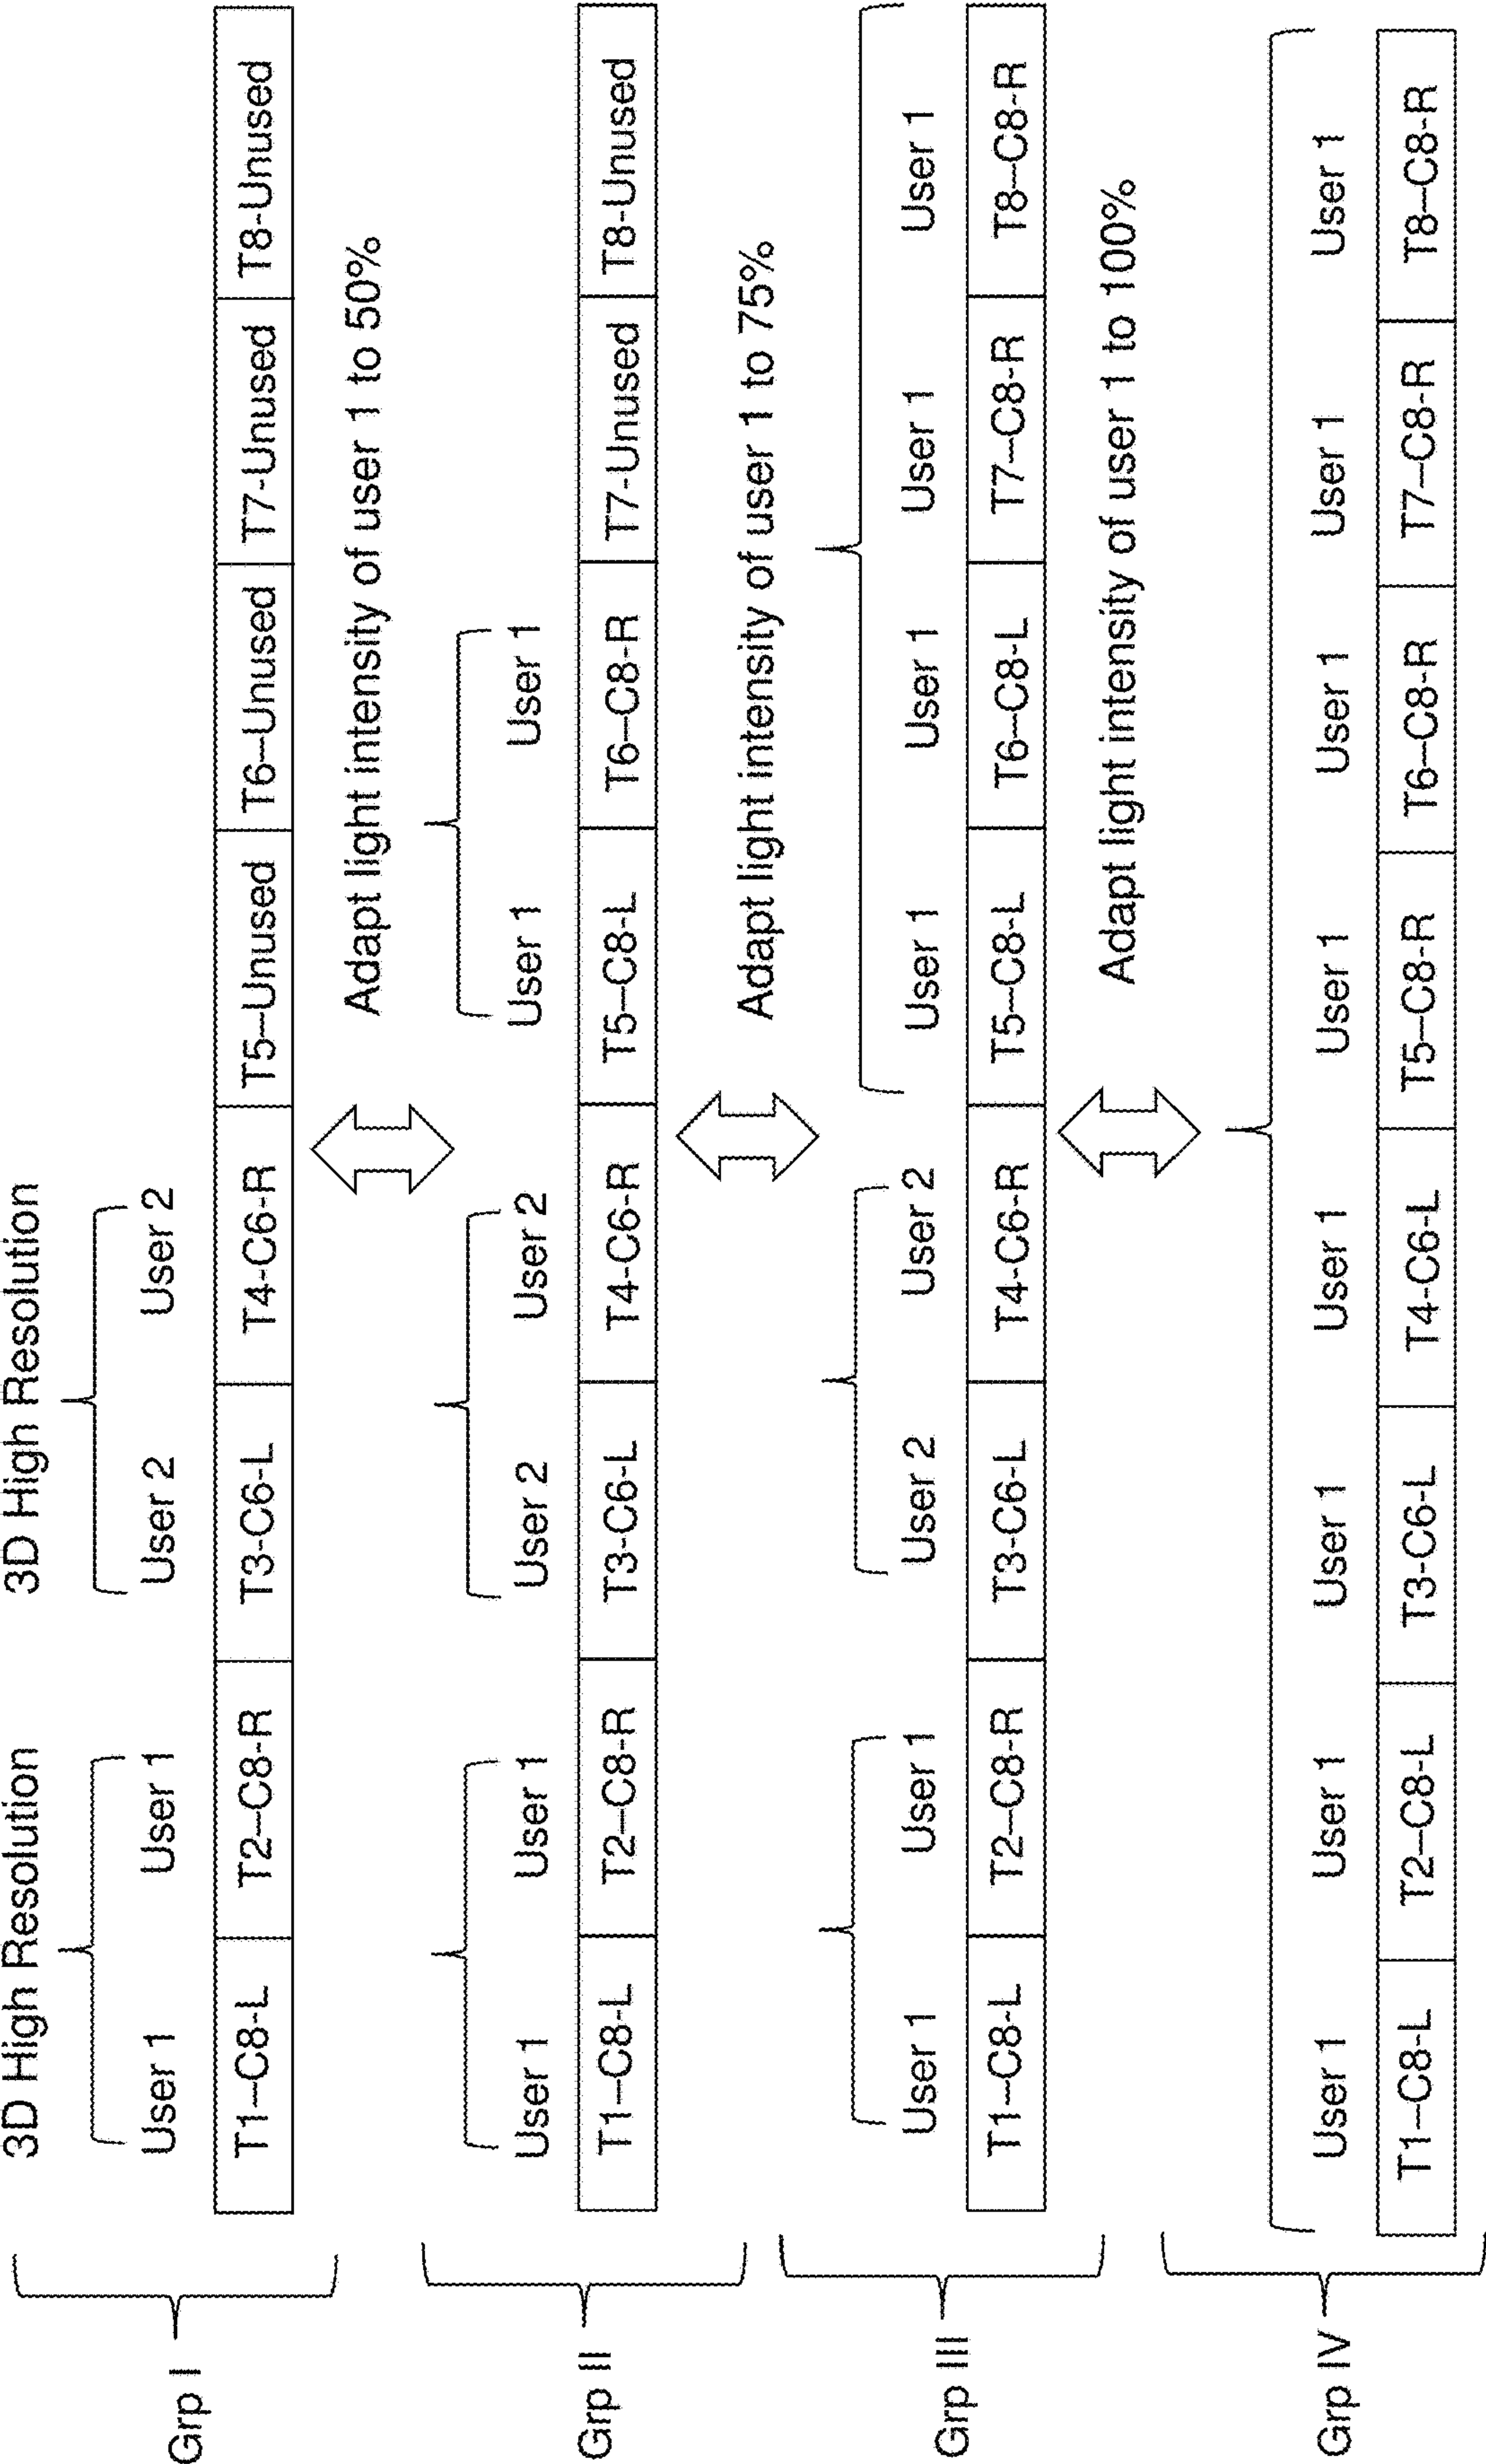 3D High Resolution 3D High Resolution
User 1 User 1 User 2 User 2
Grp I
T1–C8-L T2–C8-R T3-C6-L T4-C6-R T5–Unused T6–Unused T7-Unused T8-Unused
Adapt light intensity of user 1 to 50%
User 1 User 1 User 2 User 2 User 1 User 1
Grp II
T1–C8-L T2–C8-R T3-C6-L T4-C6-R T5–C8-L T6–C8-R T7-Unused T8-Unused
Adapt light intensity of user 1 to 75%
User 1 User 1 User 2 User 2 User 1 User 1 User 1 User 1
Grp III
T1–C8-L T2–C8-R T3-C6-L T4-C6-R T5–C8-L T6–C8-L T7–C8-R T8–C8-R
Adapt light intensity of user 1 to 100%
User 1 User 1 User 1 User 1 User 1 User 1 User 1 User 1
Grp IV
T1–C8-L T2–C8-L T3-C6-L T4-C6-L T5–C8-R T6–C8-R T7–C8-R T8–C8-R